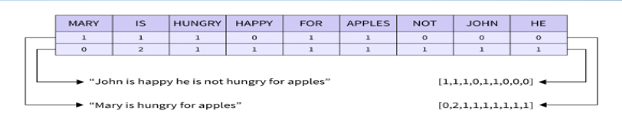 MARY IS HUNGRY HAPPY FOR APPLES NOT JOHN HE
1 1 1 0 1 1 0 0 0
0 2 1 1 1 1 1 1 1
"John is happy he is not hungry for apples" [1,1,1,0,1,1,0,0,0]
"Mary is hungry for apples" [0,2,1,1,1,1,1,1,1]